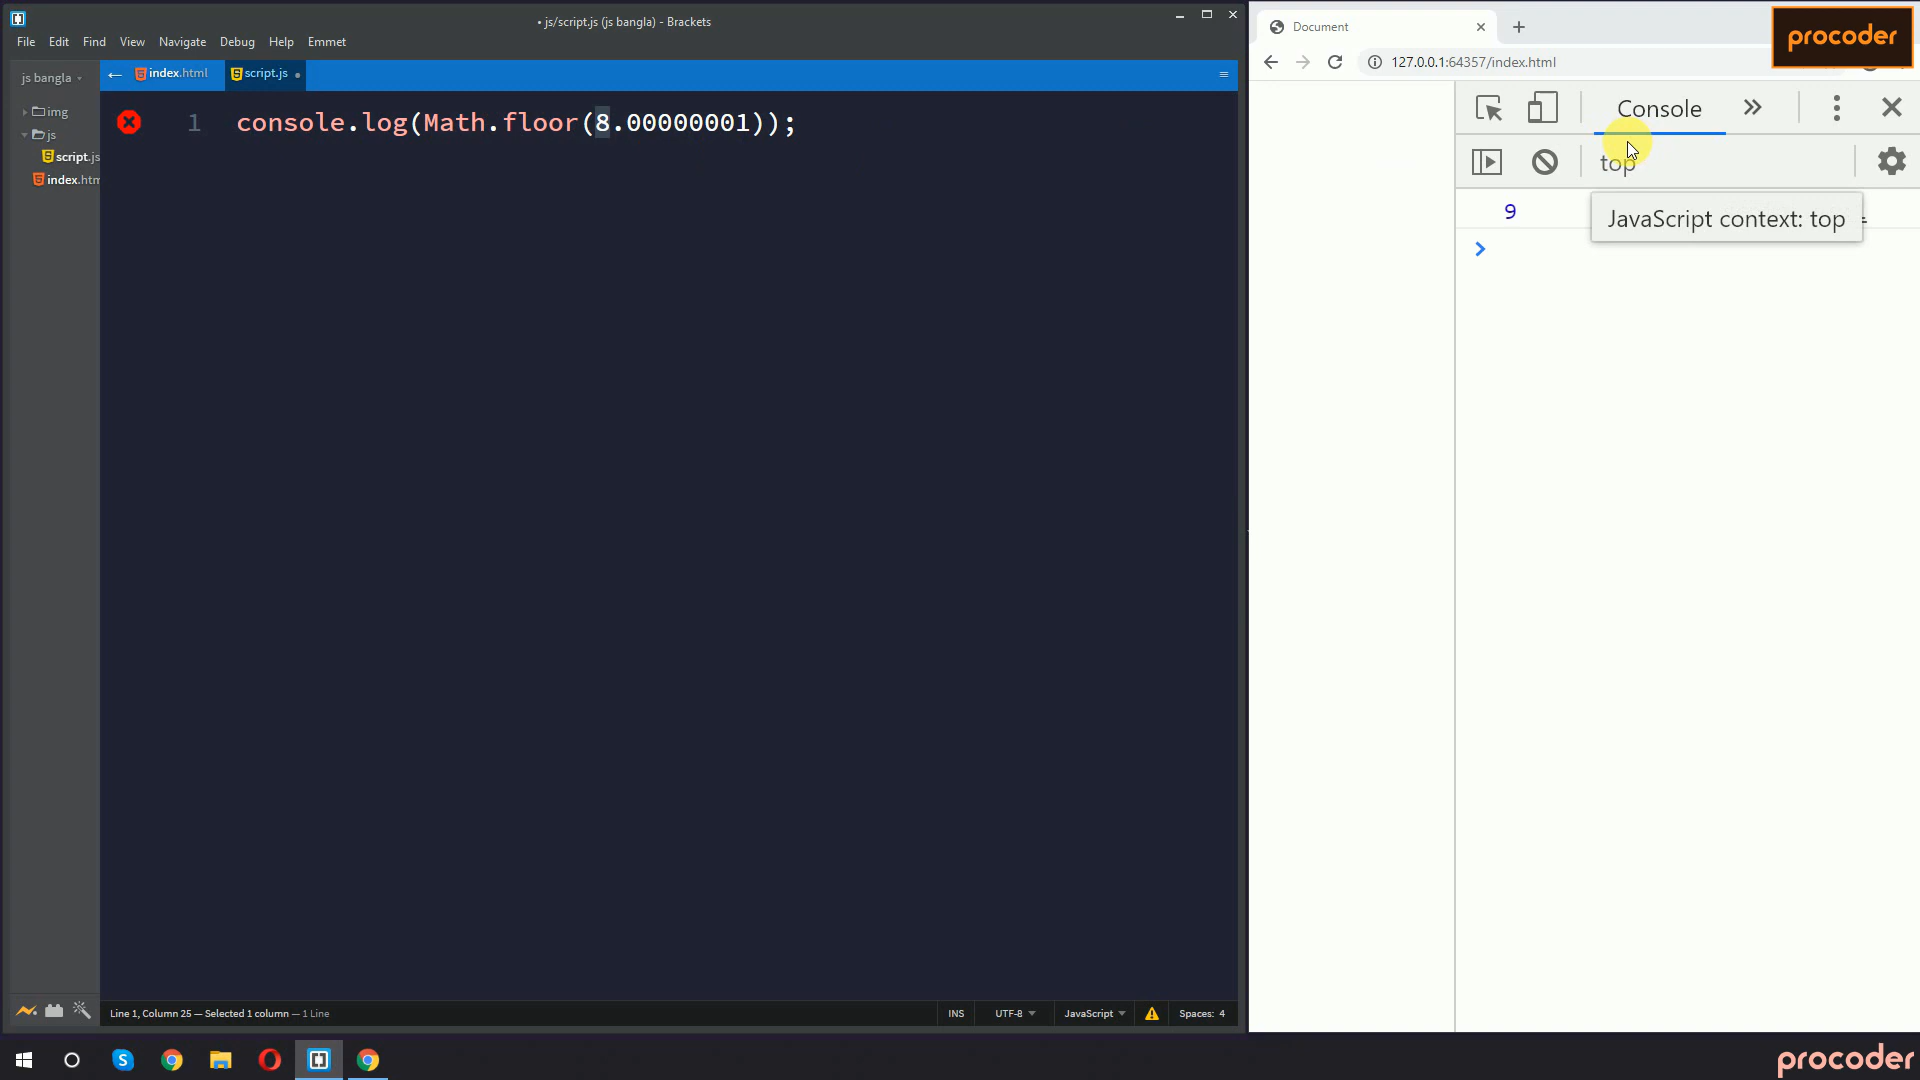 • js/script.js (js bangla) - Brackets
File Edit Find View Navigate Debug Help Emmet
js bangla
index.html
script.js
img
js
script.js
index.htm
1 console.log(Math.floor(8.00000001));
Line 1, Column 25 — Selected 1 column — 1 Line
INS UTF-8 JavaScript Spaces: 4
Document
127.0.0.1:64357/index.html
procoder
Console
top
9
JavaScript context: top
procoder